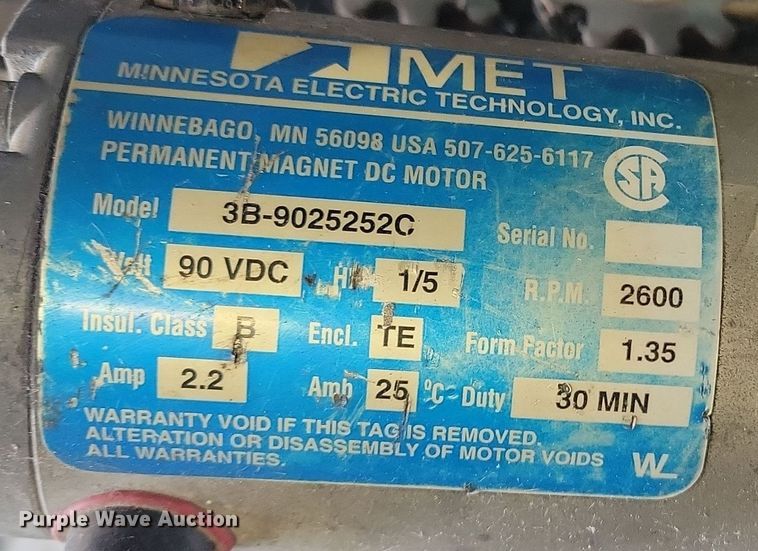 MET
MINNESOTA ELECTRIC TECHNOLOGY, INC.
WINNEBAGO, MN 56098 USA 507-625-6117
PERMANENT MAGNET DC MOTOR
CSA
Model 3B-9025252C Serial No.
Volt 90 VDC HP 1/5 R.P.M. 2600
Insul. Class B Encl. TE Form Factor 1.35
Amp 2.2 Amb 25 °C - Duty 30 MIN
WARRANTY VOID IF THIS TAG IS REMOVED.
ALTERATION OR DISASSEMBLY OF MOTOR VOIDS
ALL WARRANTIES.
WL
Purple Wave Auction